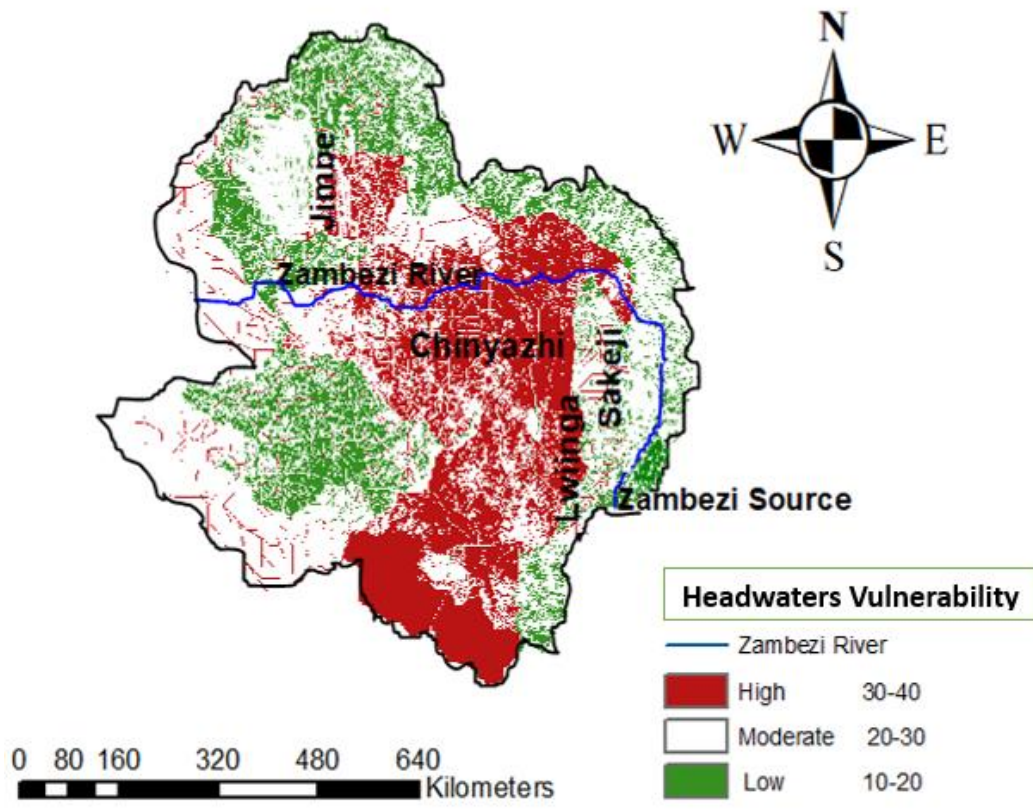 N
W E
S
Jimbe
Zambezi River
Chinyazhi
Sakeji
Lwiinga
Zambezi Source
Headwaters Vulnerability
Zambezi River
High 30-40
Moderate 20-30
Low 10-20
0 80 160 320 480 640
Kilometers